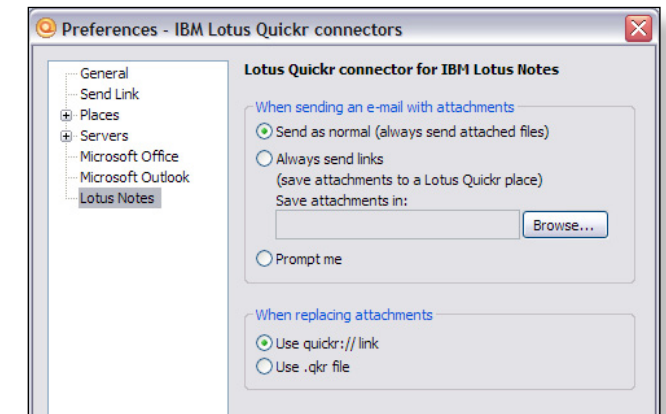 Preferences - IBM Lotus Quickr connectors
General
Send Link
Places
Servers
Microsoft Office
Microsoft Outlook
Lotus Notes
Lotus Quickr connector for IBM Lotus Notes
When sending an e-mail with attachments
Send as normal (always send attached files)
Always send links
(save attachments to a Lotus Quickr place)
Save attachments in:
Browse...
Prompt me
When replacing attachments
Use quickr:// link
Use .qkr file